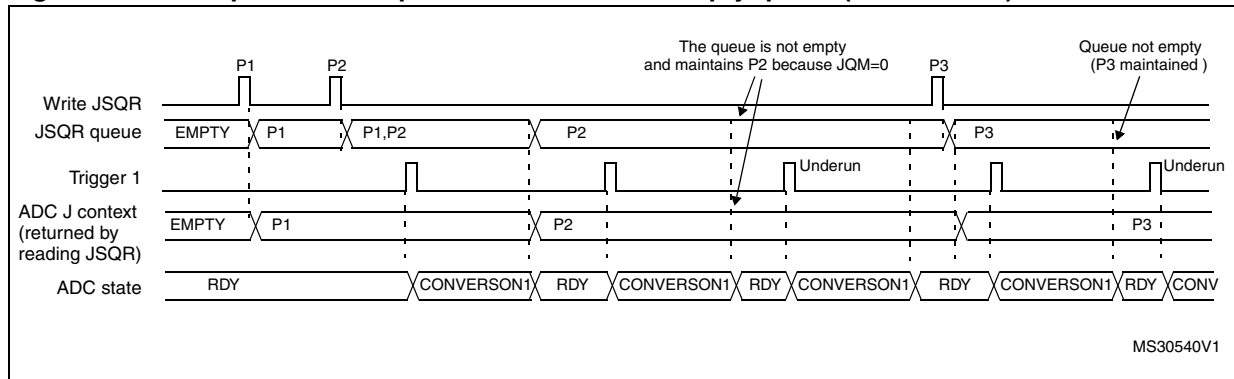 The queue is not empty
and maintains P2 because JQM=0
Queue not empty
(P3 maintained )
P1
P2
P3
Write JSQR
JSQR queue
EMPTY
P1
P1,P2
P2
P3
Trigger 1
Underun
Underun
ADC J context
(returned by
reading JSQR)
EMPTY
P1
P2
P3
ADC state
RDY
CONVERSON1
RDY
CONVERSON1
RDY
CONVERSON1
RDY
CONVERSON1
RDY
CONV
MS30540V1